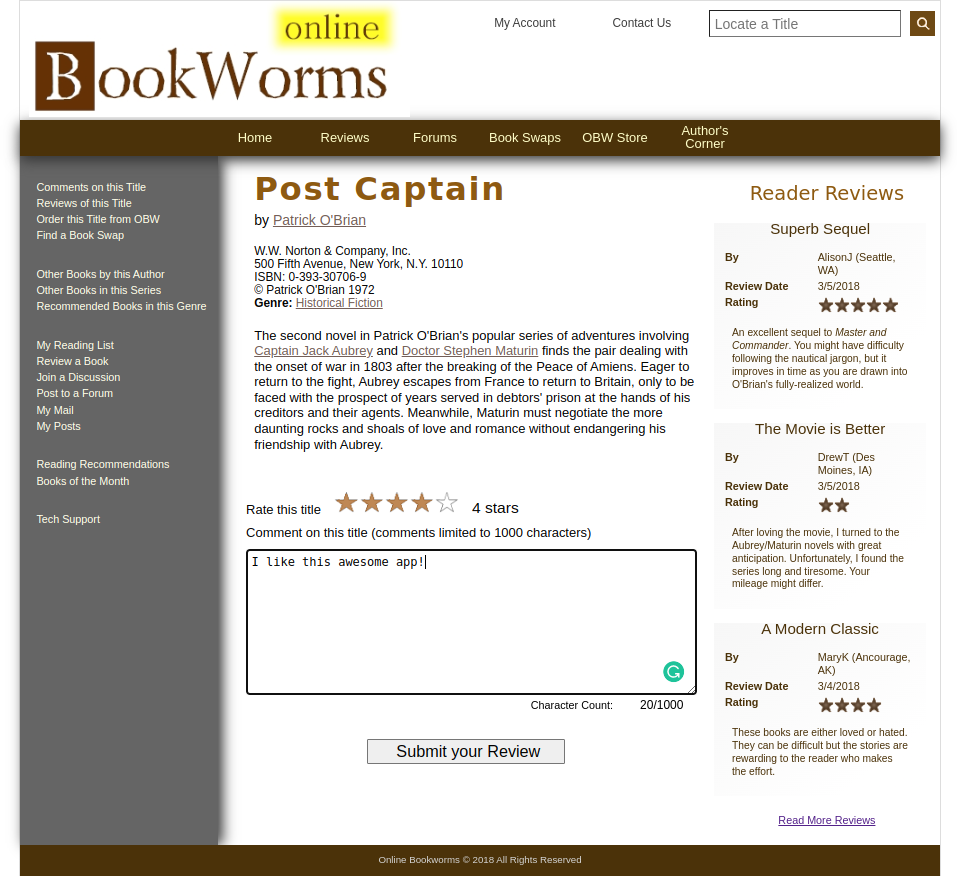 online
BookWorms
My Account
Contact Us
Locate a Title
Home
Reviews
Forums
Book Swaps
OBW Store
Author's
Corner
Comments on this Title
Reviews of this Title
Order this Title from OBW
Find a Book Swap
Other Books by this Author
Other Books in this Series
Recommended Books in this Genre
My Reading List
Review a Book
Join a Discussion
Post to a Forum
My Mail
My Posts
Reading Recommendations
Books of the Month
Tech Support
Post Captain
by Patrick O'Brian
W.W. Norton & Company, Inc.
500 Fifth Avenue, New York, N.Y. 10110
ISBN: 0-393-30706-9
© Patrick O'Brian 1972
Genre: Historical Fiction
The second novel in Patrick O'Brian's popular series of adventures involving
Captain Jack Aubrey and Doctor Stephen Maturin finds the pair dealing with
the onset of war in 1803 after the breaking of the Peace of Amiens. Eager to
return to the fight, Aubrey escapes from France to return to Britain, only to be
faced with the prospect of years served in debtors' prison at the hands of his
creditors and their agents. Meanwhile, Maturin must negotiate the more
daunting rocks and shoals of love and romance without endangering his
friendship with Aubrey.
Rate this title
4 stars
Comment on this title (comments limited to 1000 characters)
I like this awesome app!
Character Count:
20/1000
Submit your Review
Reader Reviews
Superb Sequel
By
AlisonJ (Seattle,
WA)
Review Date
3/5/2018
Rating
An excellent sequel to Master and
Commander. You might have difficulty
following the nautical jargon, but it
improves in time as you are drawn into
O'Brian's fully-realized world.
The Movie is Better
By
DrewT (Des
Moines, IA)
Review Date
3/5/2018
Rating
After loving the movie, I turned to the
Aubrey/Maturin novels with great
anticipation. Unfortunately, I found the
series long and tiresome. Your
mileage might differ.
A Modern Classic
By
MaryK (Ancourage,
AK)
Review Date
3/4/2018
Rating
These books are either loved or hated.
They can be difficult but the stories are
rewarding to the reader who makes
the effort.
Read More Reviews
Online Bookworms © 2018 All Rights Reserved